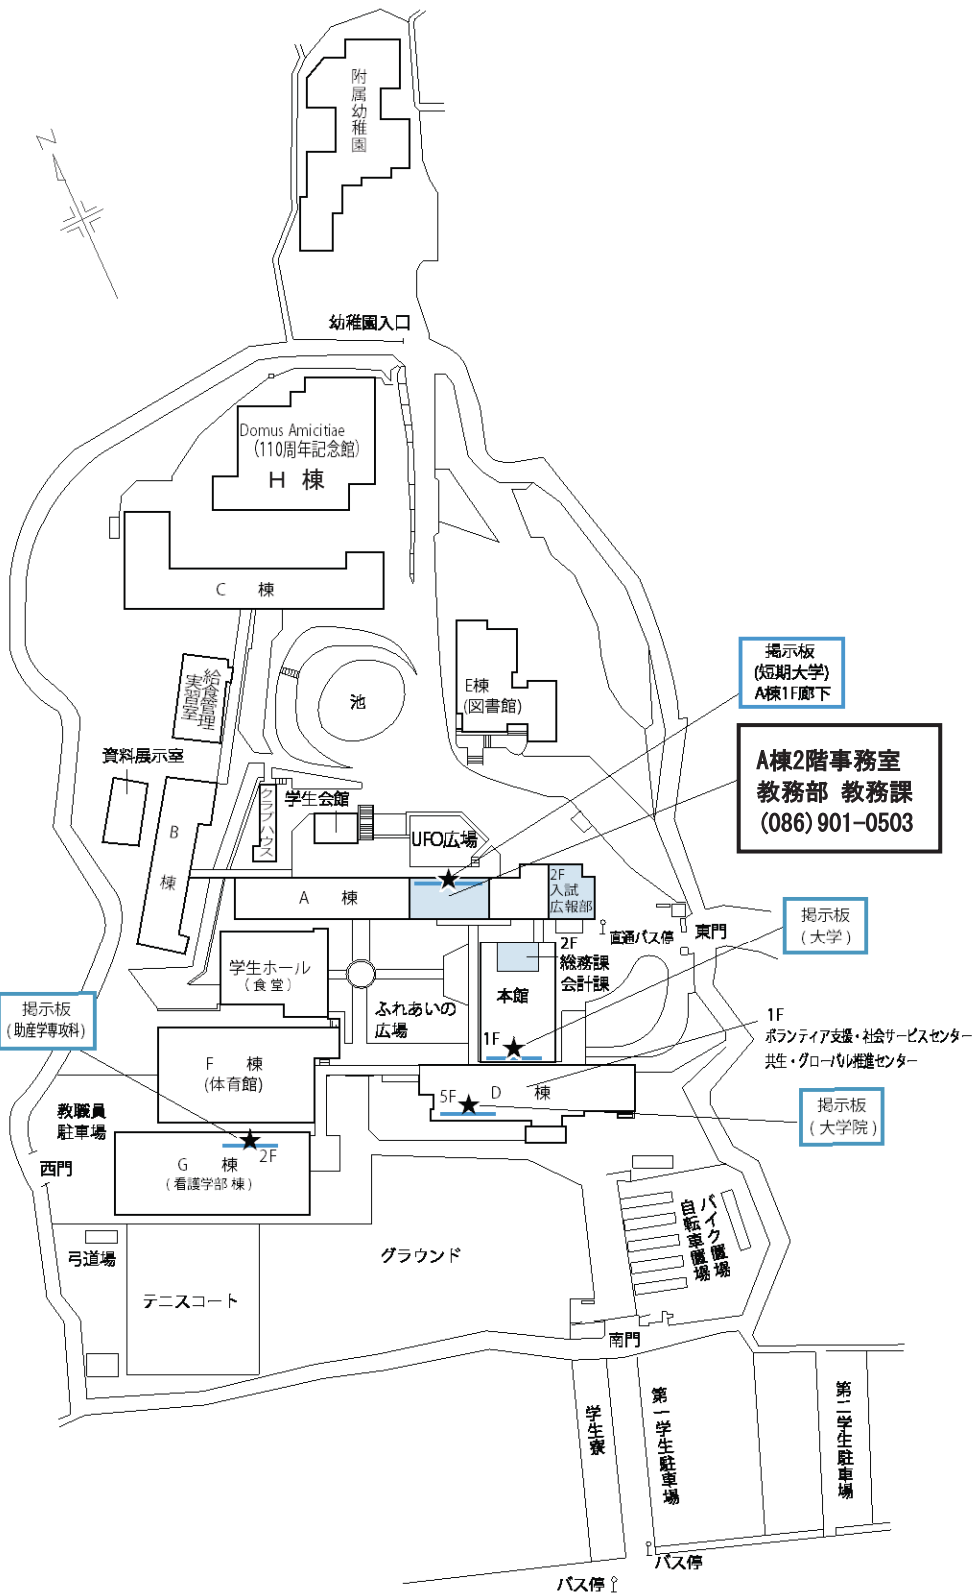 附属幼稚園
N
幼稚園入口
Domus Amicitiae
(110周年記念館)
H 棟
C 棟
給食管理
実習室
池
E棟
(図書館)
掲示板
(短期大学)
A棟1F廊下
資料展示室
A棟2階事務室
教務部 教務課
(086)901-0503
クラブハウス
学生会館
UFO広場
B
棟
A 棟
2F
入試
広報部
掲示板
(大学)
直通バス停
東門
2F
総務課
会計課
学生ホール
(食堂)
本館
掲示板
(助産学専攻科)
ふれあいの
広場
1F
1F
ボランティア支援・社会サービスセンター
共生・グローバル推進センター
F 棟
(体育館)
5F
D 棟
掲示板
(大学院)
教職員
駐車場
2F
G 棟
(看護学部棟)
西門
バイク置場
自転車置場
弓道場
グラウンド
テニスコート
南門
学生寮
第一学生駐車場
第二学生駐車場
バス停
バス停